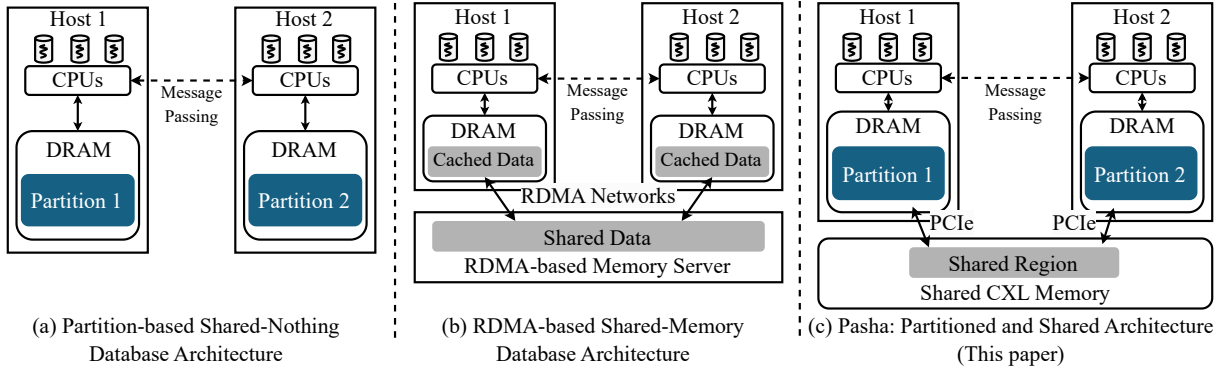 Host 1
CPUs
DRAM
Partition 1
Message
Passing
Host 2
CPUs
DRAM
Partition 2
(a) Partition-based Shared-Nothing
Database Architecture
Host 1
CPUs
DRAM
Cached Data
Message
Passing
Host 2
CPUs
DRAM
Cached Data
RDMA Networks
Shared Data
RDMA-based Memory Server
(b) RDMA-based Shared-Memory
Database Architecture
Host 1
CPUs
DRAM
Partition 1
Message
Passing
Host 2
CPUs
DRAM
Partition 2
PCIe
PCIe
Shared Region
Shared CXL Memory
(c) Pasha: Partitioned and Shared Architecture
(This paper)